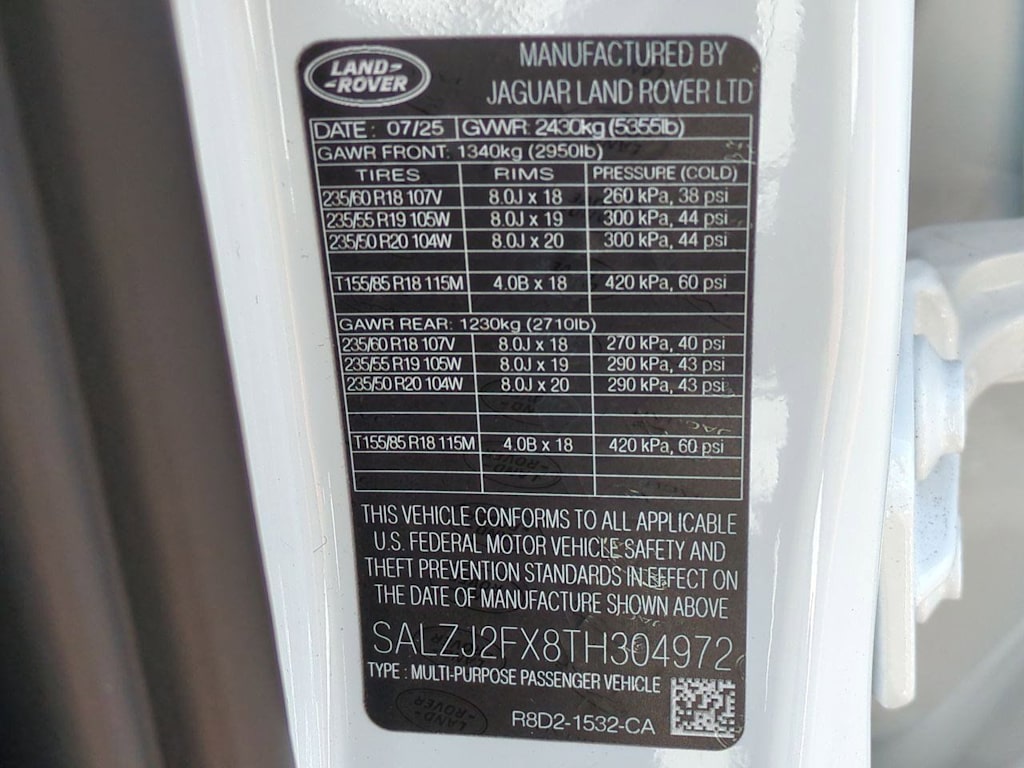 LAND-
-ROVER
MANUFACTURED BY
JAGUAR LAND ROVER LTD
DATE : 07/25 GVWR: 2430kg (5355lb)
GAWR FRONT: 1340kg (2950lb)
TIRES RIMS PRESSURE (COLD)
235/60 R18 107V 8.0J x 18 260 kPa, 38 psi
235/55 R19 105W 8.0J x 19 300 kPa, 44 psi
235/50 R20 104W 8.0J x 20 300 kPa, 44 psi
T155/85 R18 115M 4.0B x 18 420 kPa, 60 psi
GAWR REAR: 1230kg (2710lb)
235/60 R18 107V 8.0J x 18 270 kPa, 40 psi
235/55 R19 105W 8.0J x 19 290 kPa, 43 psi
235/50 R20 104W 8.0J x 20 290 kPa, 43 psi
T155/85 R18 115M 4.0B x 18 420 kPa, 60 psi
THIS VEHICLE CONFORMS TO ALL APPLICABLE
U.S. FEDERAL MOTOR VEHICLE SAFETY AND
THEFT PREVENTION STANDARDS IN EFFECT ON
THE DATE OF MANUFACTURE SHOWN ABOVE
SALZJ2FX8TH304972
TYPE : MULTI-PURPOSE PASSENGER VEHICLE
R8D2-1532-CA